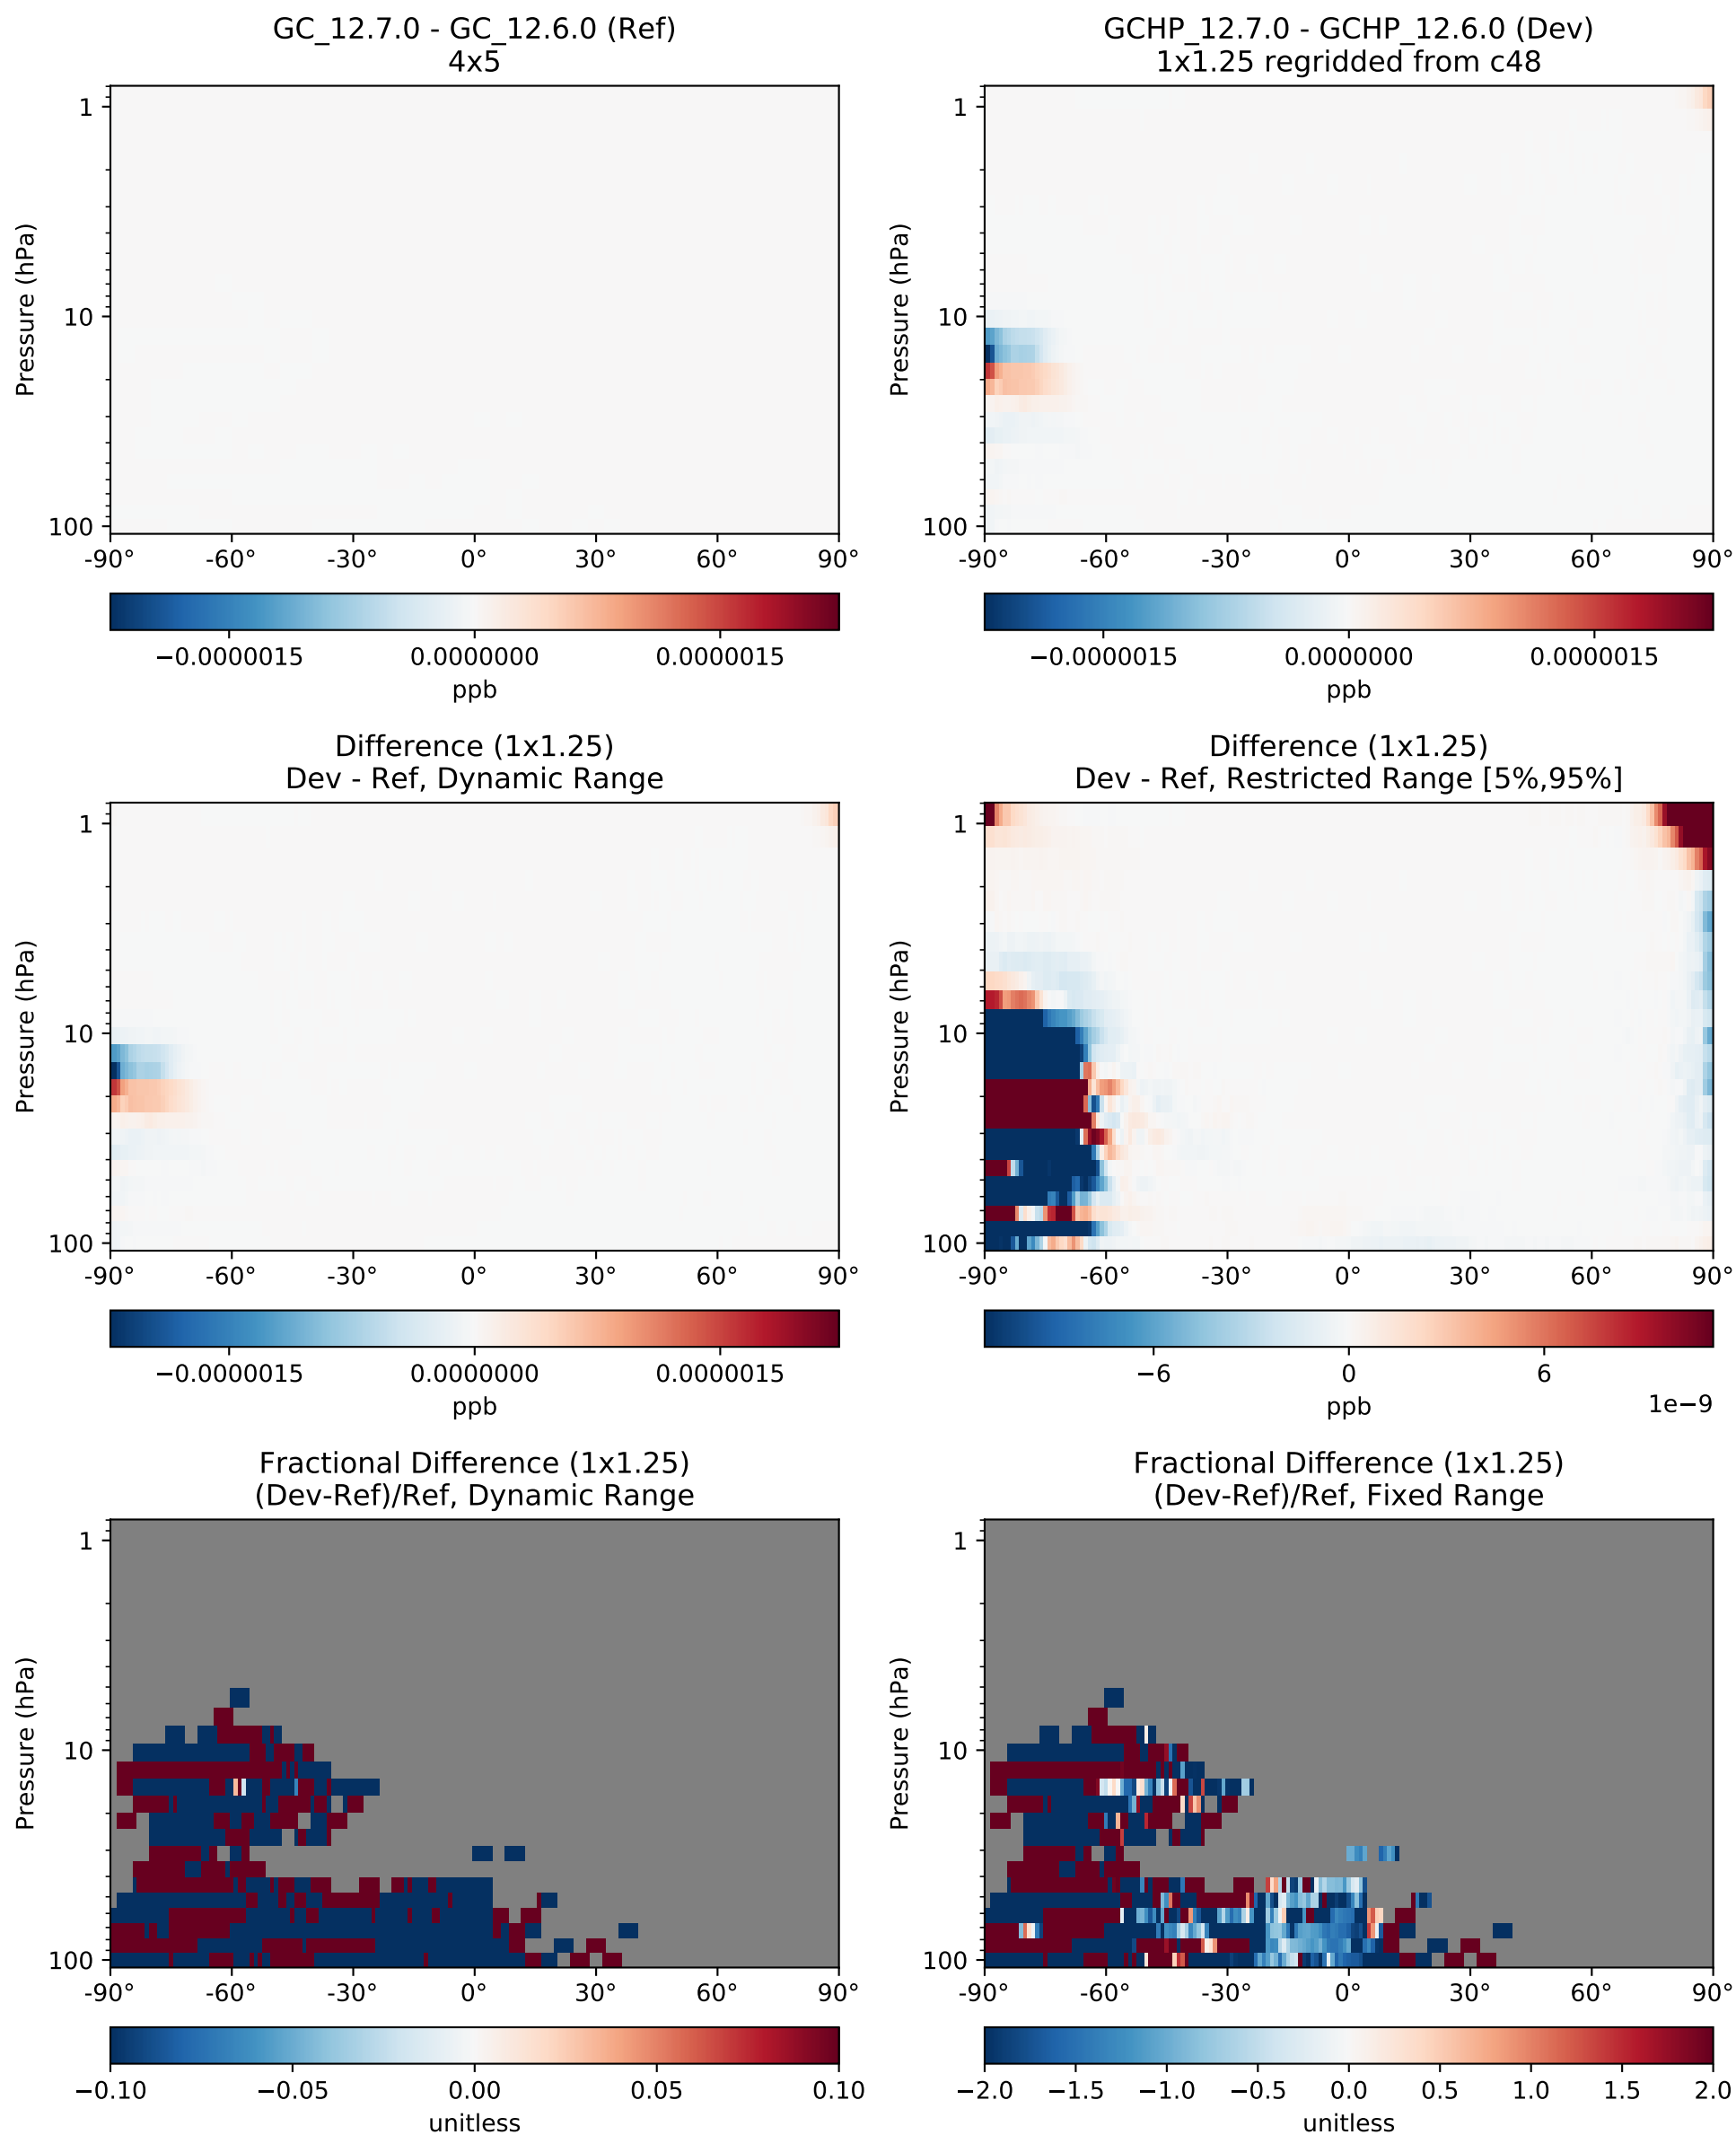 GC_12.7.0 - GC_12.6.0 (Ref)
4x5
Pressure (hPa)
1
10
100
-90° -60° -30° 0° 30° 60° 90°
−0.0000015 0.0000000 0.0000015
ppb
GCHP_12.7.0 - GCHP_12.6.0 (Dev)
1x1.25 regridded from c48
Pressure (hPa)
1
10
100
-90° -60° -30° 0° 30° 60° 90°
−0.0000015 0.0000000 0.0000015
ppb
Difference (1x1.25)
Dev - Ref, Dynamic Range
Pressure (hPa)
1
10
100
-90° -60° -30° 0° 30° 60° 90°
−0.0000015 0.0000000 0.0000015
ppb
Difference (1x1.25)
Dev - Ref, Restricted Range [5%,95%]
Pressure (hPa)
1
10
100
-90° -60° -30° 0° 30° 60° 90°
−6 0 6
ppb 1e−9
Fractional Difference (1x1.25)
(Dev-Ref)/Ref, Dynamic Range
Pressure (hPa)
1
10
100
-90° -60° -30° 0° 30° 60° 90°
−0.10 −0.05 0.00 0.05 0.10
unitless
Fractional Difference (1x1.25)
(Dev-Ref)/Ref, Fixed Range
Pressure (hPa)
1
10
100
-90° -60° -30° 0° 30° 60° 90°
−2.0 −1.5 −1.0 −0.5 0.0 0.5 1.0 1.5 2.0
unitless